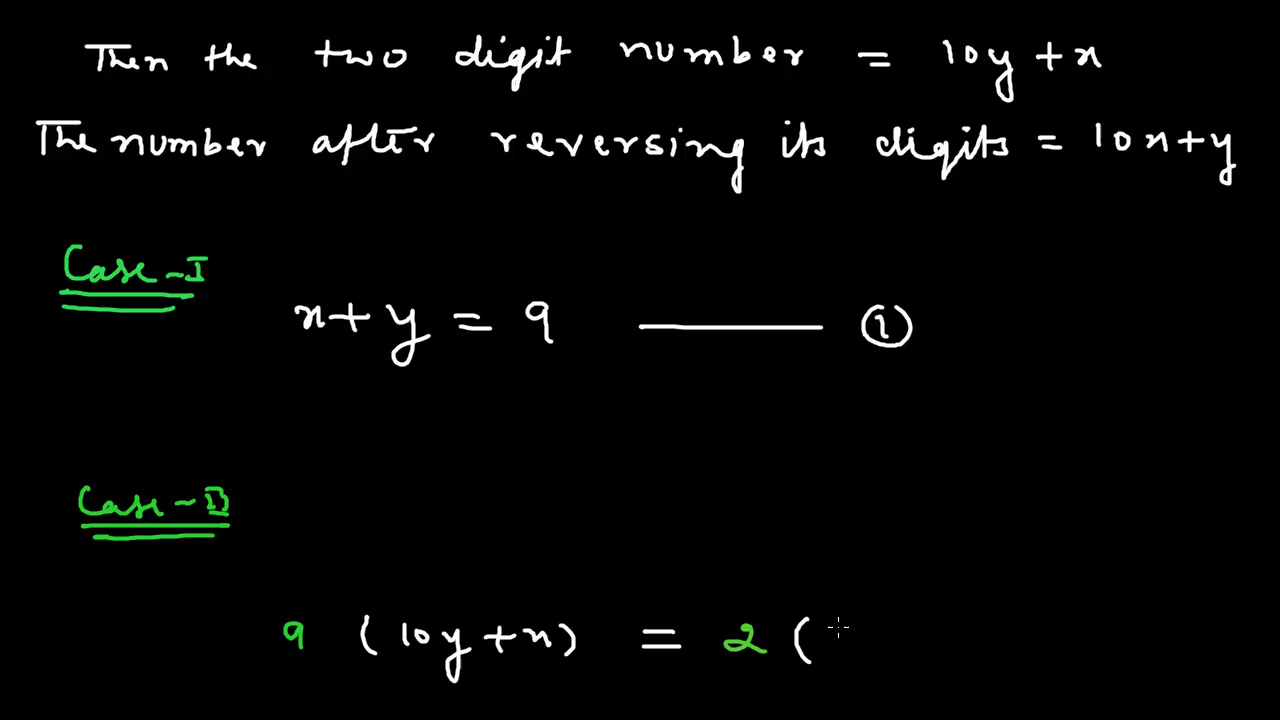 Then the two digit number = 10y + x
The number after reversing its digits = 10x + y
Case - I
x + y = 9 ——— ①
Case - II
9 (10y + x) = 2 (